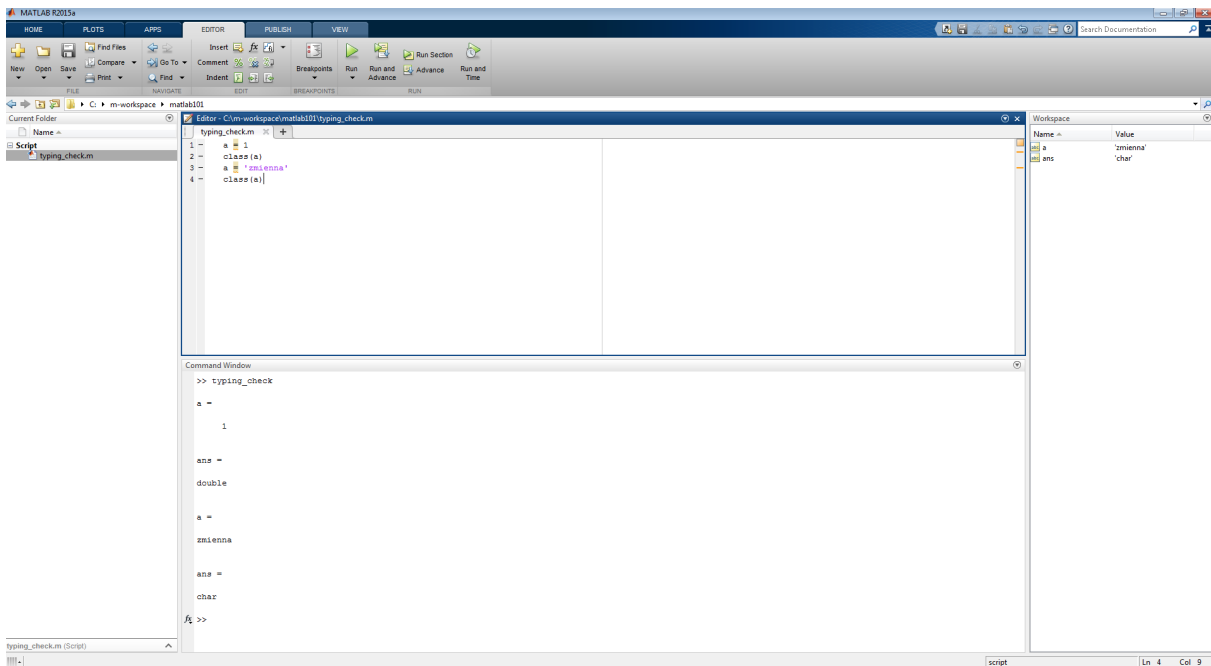 MATLAB R2015a
HOME PLOTS APPS EDITOR PUBLISH VIEW Search Documentation
New Open Save Find Files Compare Print Go To Find Insert fx Comment % Indent Breakpoints Run Run and Advance Run Section Advance Run and Time
FILE NAVIGATE EDIT BREAKPOINTS RUN
C: m-workspace matlab101
Current Folder
Name
Script
typing_check.m
Editor - C:\m-workspace\matlab101\typing_check.m
typing_check.m +
1 - a = 1
2 - class(a)
3 - a = 'zmienna'
4 - class(a)
Workspace
Name Value
a 'zmienna'
ans 'char'
Command Window
>> typing_check
a =
1
ans =
double
a =
zmienna
ans =
char
fx >>
typing_check.m (Script)
script Ln 4 Col 9